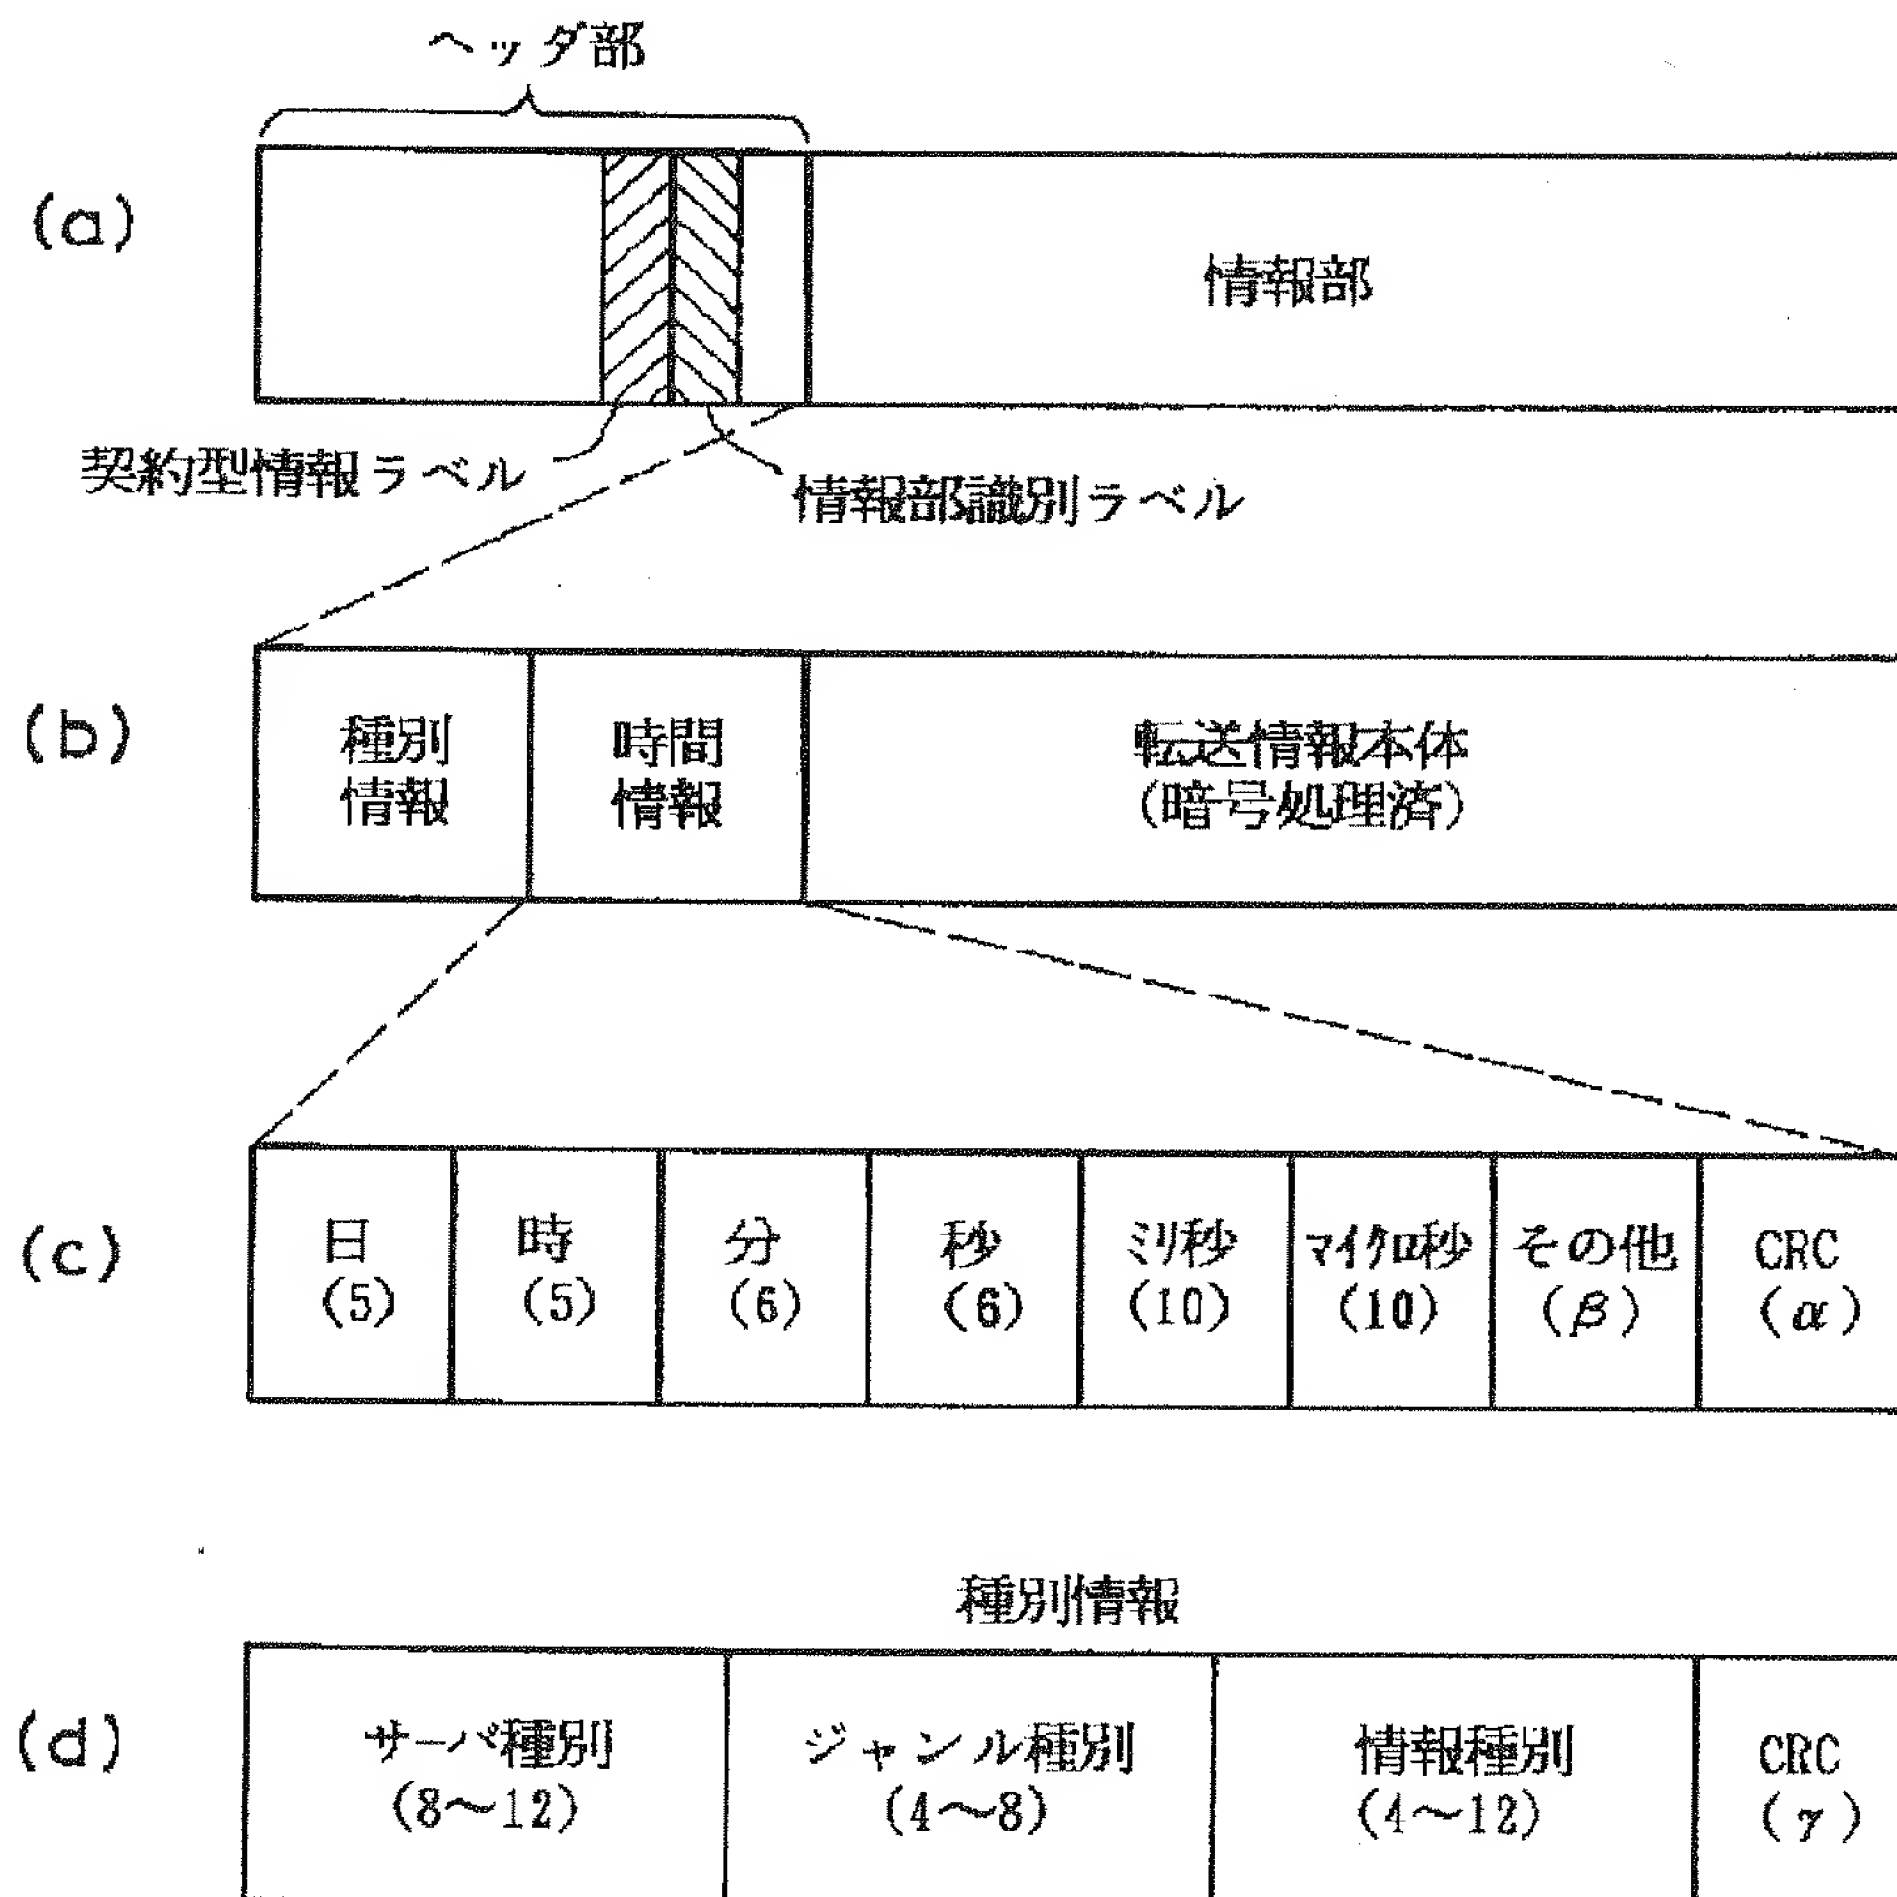 ヘッダ部
(a)
情報部
契約型情報ラベル
情報部識別ラベル
(b)
種別
情報
時間
情報
転送情報本体
(暗号処理済)
(c)
日
(5)
時
(5)
分
(6)
秒
(6)
ミリ秒
(10)
マイクロ秒
(10)
その他
(β)
CRC
(α)
種別情報
(d)
サーバ種別
(8〜12)
ジャンル種別
(4〜8)
情報種別
(4〜12)
CRC
(γ)